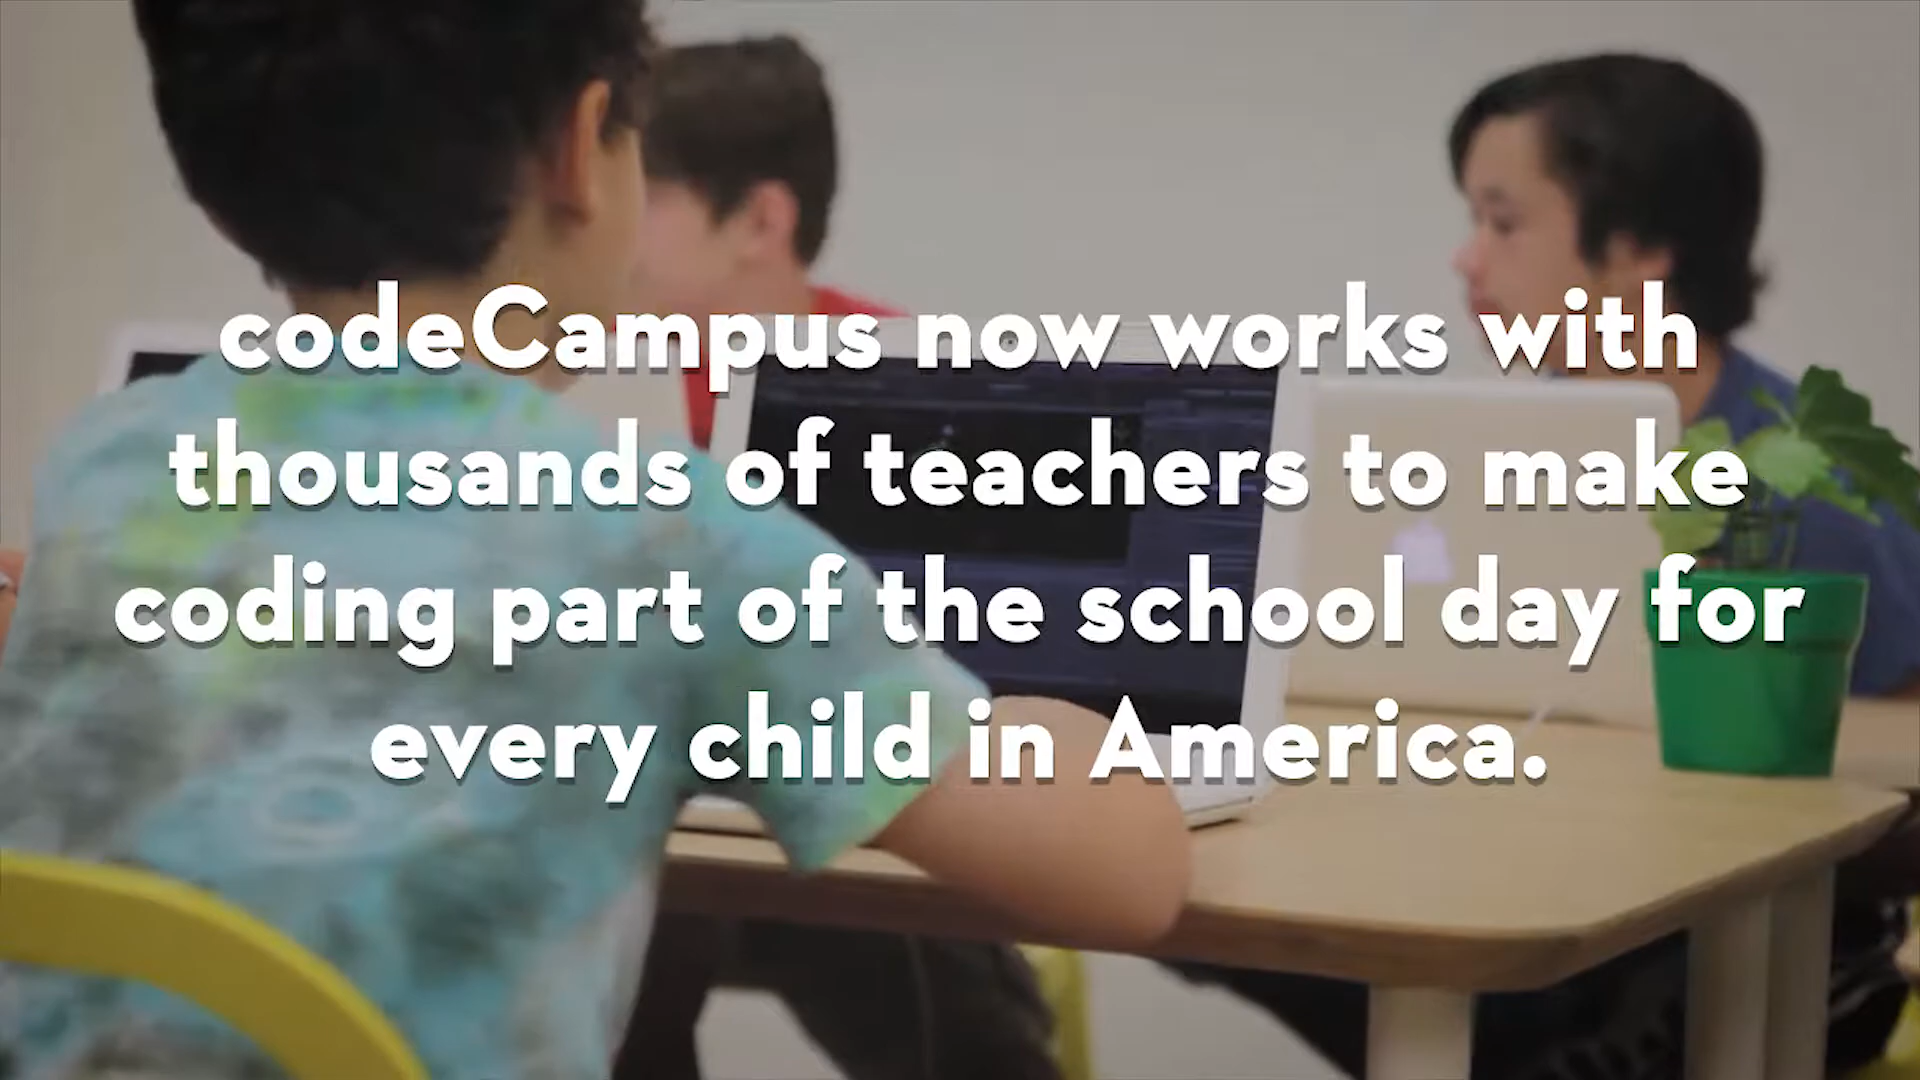 codeCampus now works with
thousands of teachers to make
coding part of the school day for
every child in America.